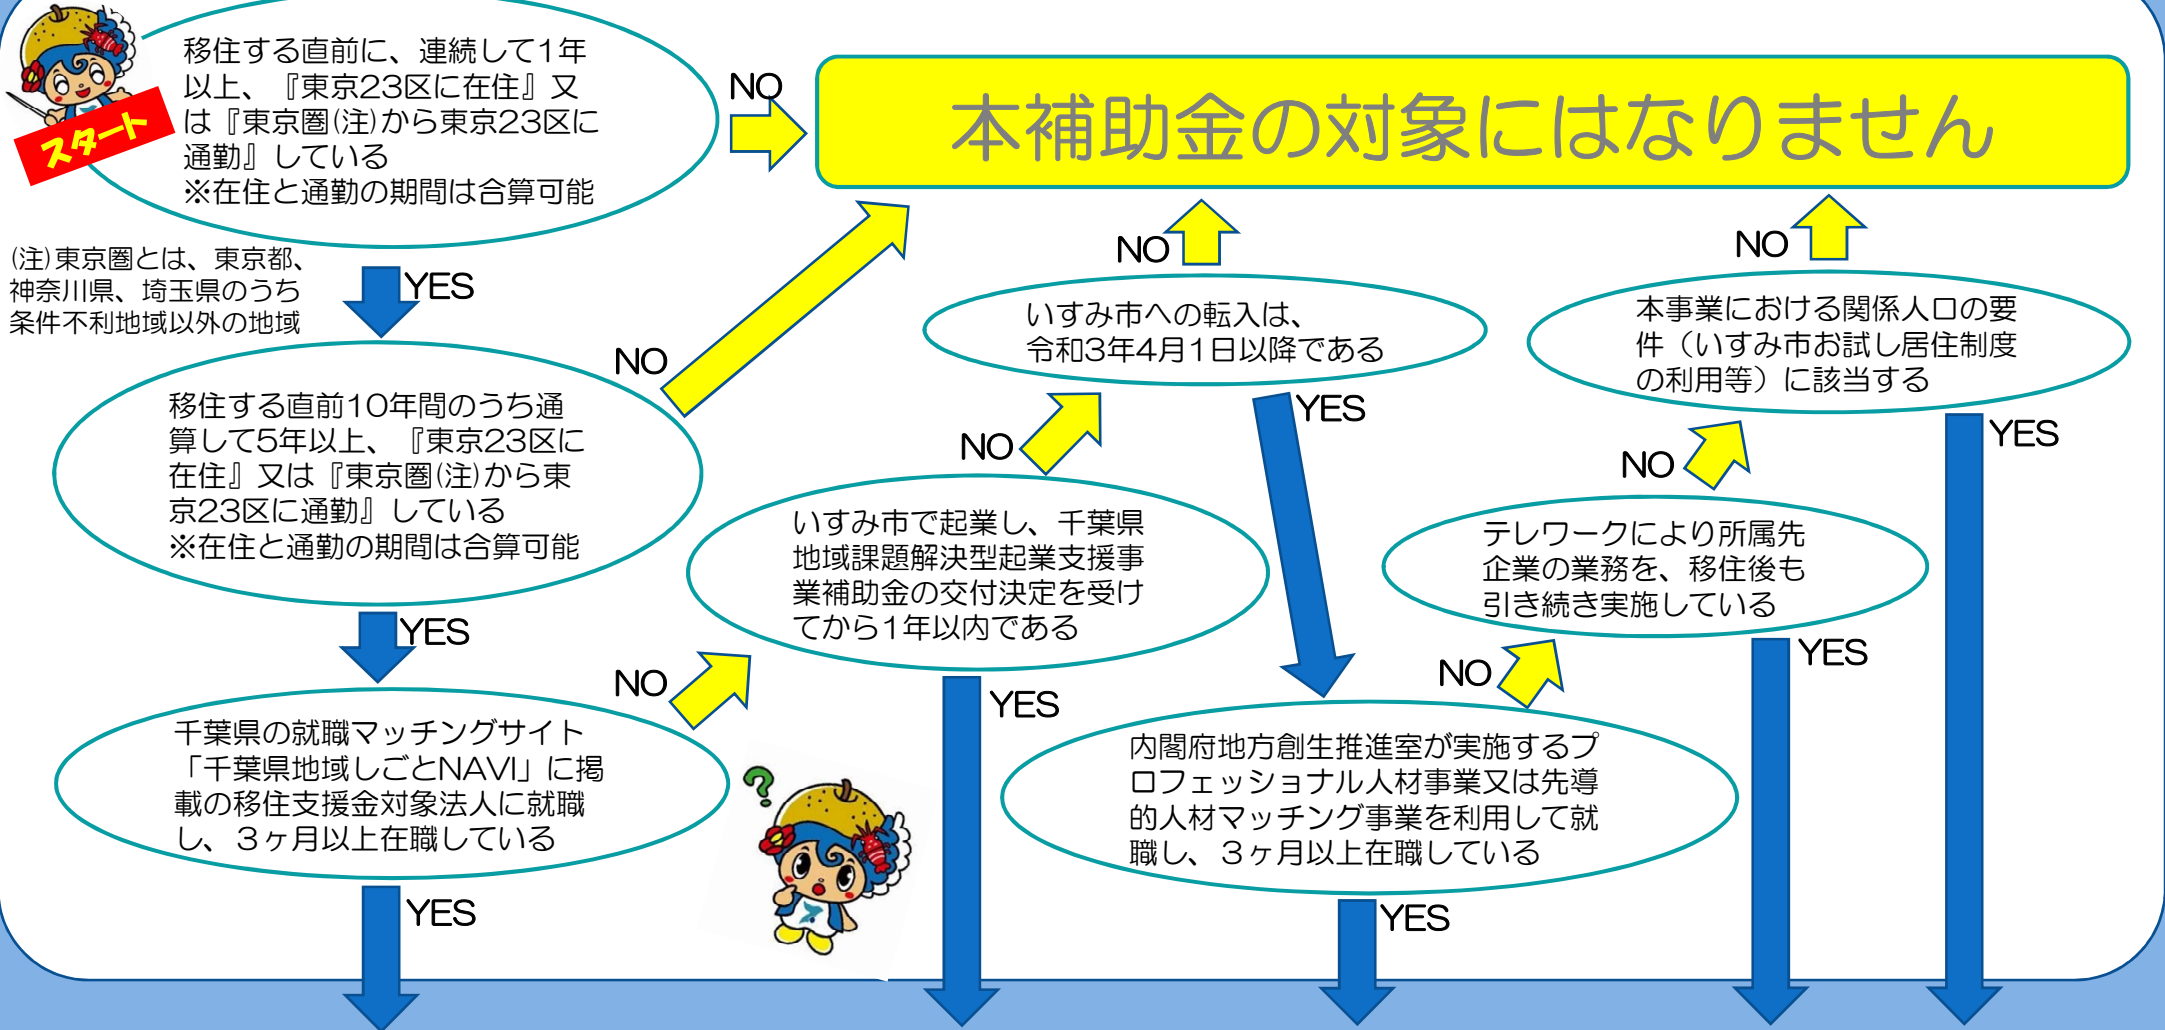 スタート
移住する直前に、連続して1年
以上、『東京23区に在住』又
は『東京圏(注)から東京23区に
通勤』している
※在住と通勤の期間は合算可能
NO
本補助金の対象にはなりません
(注)東京圏とは、東京都、
神奈川県、埼玉県のうち
条件不利地域以外の地域
YES
移住する直前10年間のうち通
算して5年以上、『東京23区に
在住』又は『東京圏(注)から東
京23区に通勤』している
※在住と通勤の期間は合算可能
NO
YES
千葉県の就職マッチングサイト
「千葉県地域しごとNAVI」に掲
載の移住支援金対象法人に就職
し、３ヶ月以上在職している
NO
YES
いすみ市で起業し、千葉県
地域課題解決型起業支援事
業補助金の交付決定を受け
てから1年以内である
NO
YES
いすみ市への転入は、
令和3年4月1日以降である
NO
YES
内閣府地方創生推進室が実施するプ
ロフェッショナル人材事業又は先導
的人材マッチング事業を利用して就
職し、３ヶ月以上在職している
NO
YES
テレワークにより所属先
企業の業務を、移住後も
引き続き実施している
NO
YES
本事業における関係人口の要
件（いすみ市お試し居住制度
の利用等）に該当する
NO
YES
?